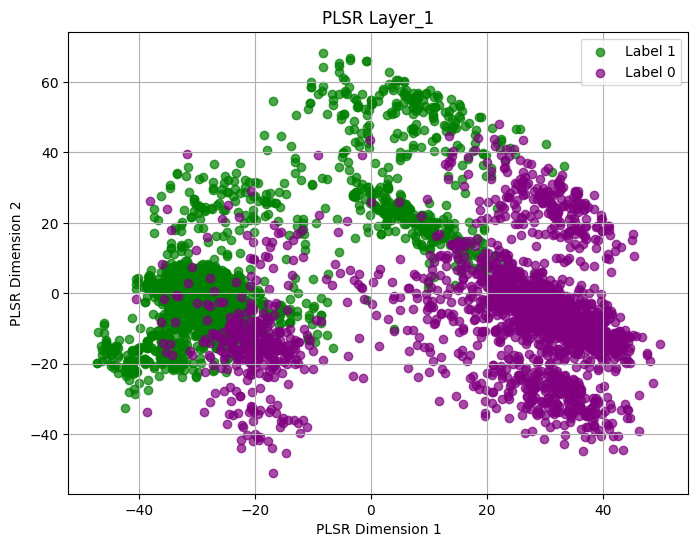 PLSR Layer_1
Label 1
Label 0
60
40
20
0
−20
−40
PLSR Dimension 2
−40
−20
0
20
40
PLSR Dimension 1